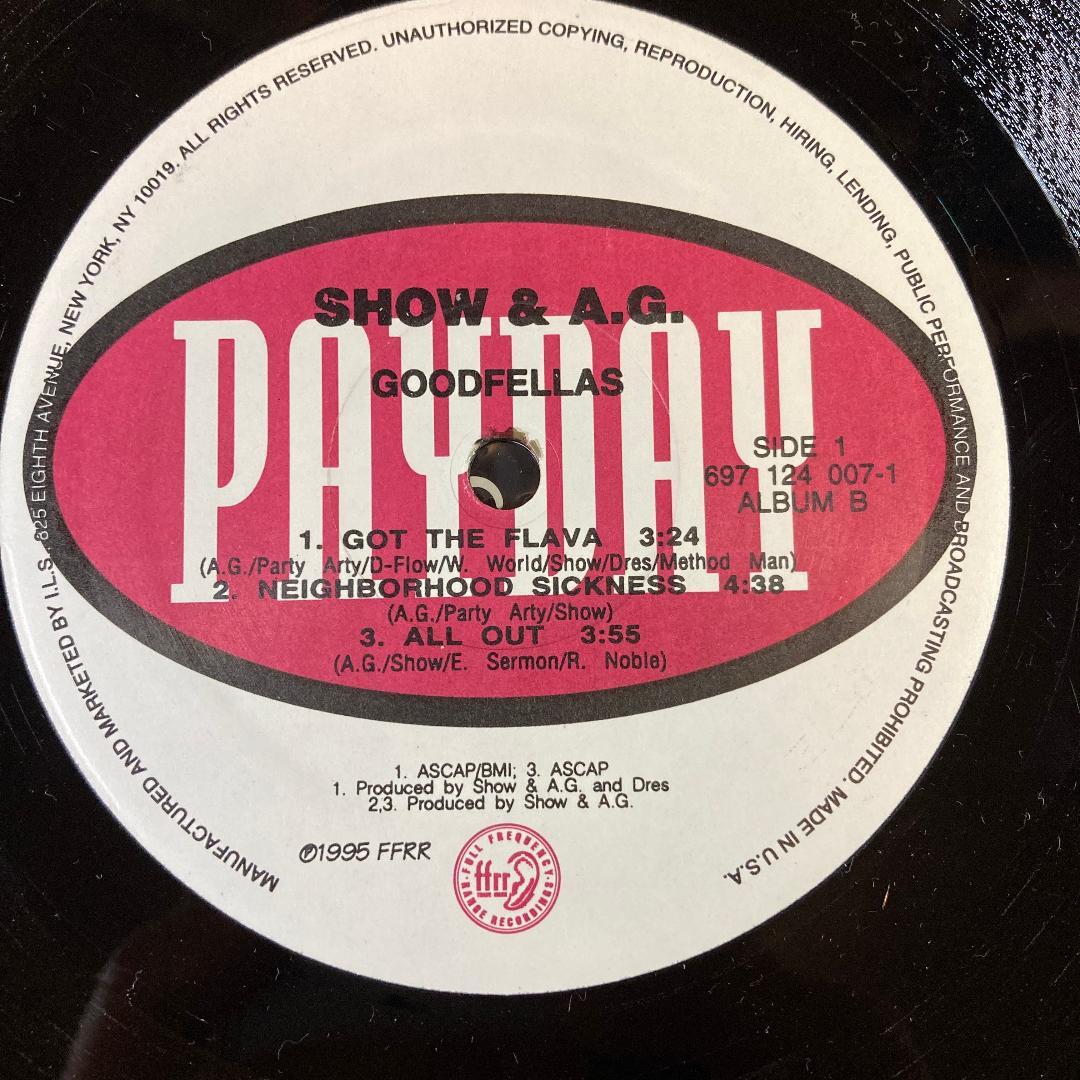 MANUFACTURED AND MARKETED BY I.L.S. 825 EIGHTH AVENUE, NEW YORK, NY 10019. ALL RIGHTS RESERVED. UNAUTHORIZED COPYING, REPRODUCTION, HIRING, LENDING, PUBLIC PERFORMANCE AND BROADCASTING PROHIBITED. MADE IN U.S.A.
SHOW & A.G.
PAYDAY
GOODFELLAS
SIDE 1
697 124 007-1
ALBUM B
1. GOT THE FLAVA 3:24
(A.G./Party Arty/D-Flow/W. World/Show/Dres/Method Man)
2. NEIGHBORHOOD SICKNESS 4:38
(A.G./Party Arty/Show)
3. ALL OUT 3:55
(A.G./Show/E. Sermon/R. Noble)
1. ASCAP/BMI; 3. ASCAP
1. Produced by Show & A.G. and Dres
2,3. Produced by Show & A.G.
℗1995 FFRR
FULL FREQUENCY
ffrr
RANGE RECORDINGS